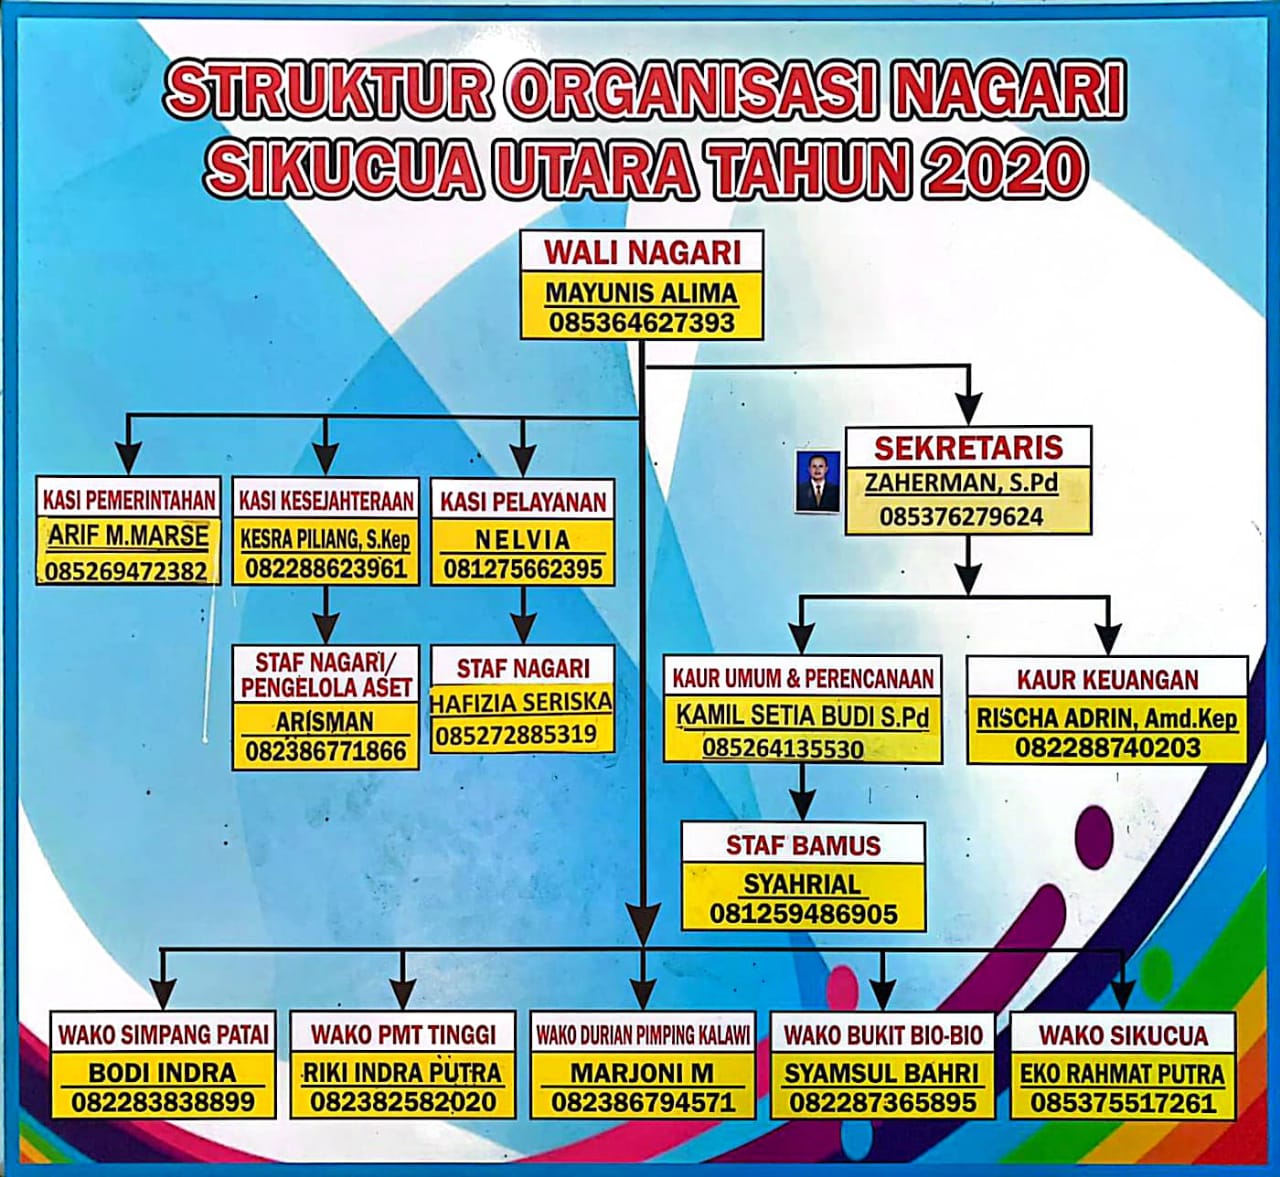 STRUKTUR ORGANISASI NAGARI
SIKUCUA UTARA TAHUN 2020
WALI NAGARI
MAYUNIS ALIMA
085364627393
SEKRETARIS
ZAHERMAN, S.Pd
085376279624
KASI PEMERINTAHAN
ARIF M.MARSE
085269472382
KASI KESEJAHTERAAN
KESRA PILIANG, S.Kep
082288623961
KASI PELAYANAN
NELVIA
081275662395
STAF NAGARI/
PENGELOLA ASET
ARISMAN
082386771866
STAF NAGARI
HAFIZIA SERISKA
085272885319
KAUR UMUM & PERENCANAAN
KAMIL SETIA BUDI S.Pd
085264135530
KAUR KEUANGAN
RISCHA ADRIN, Amd.Kep
082288740203
STAF BAMUS
SYAHRIAL
081259486905
WAKO SIMPANG PATAI
BODI INDRA
082283838899
WAKO PMT TINGGI
RIKI INDRA PUTRA
082382582020
WAKO DURIAN PIMPING KALAWI
MARJONI M
082386794571
WAKO BUKIT BIO-BIO
SYAMSUL BAHRI
082287365895
WAKO SIKUCUA
EKO RAHMAT PUTRA
085375517261